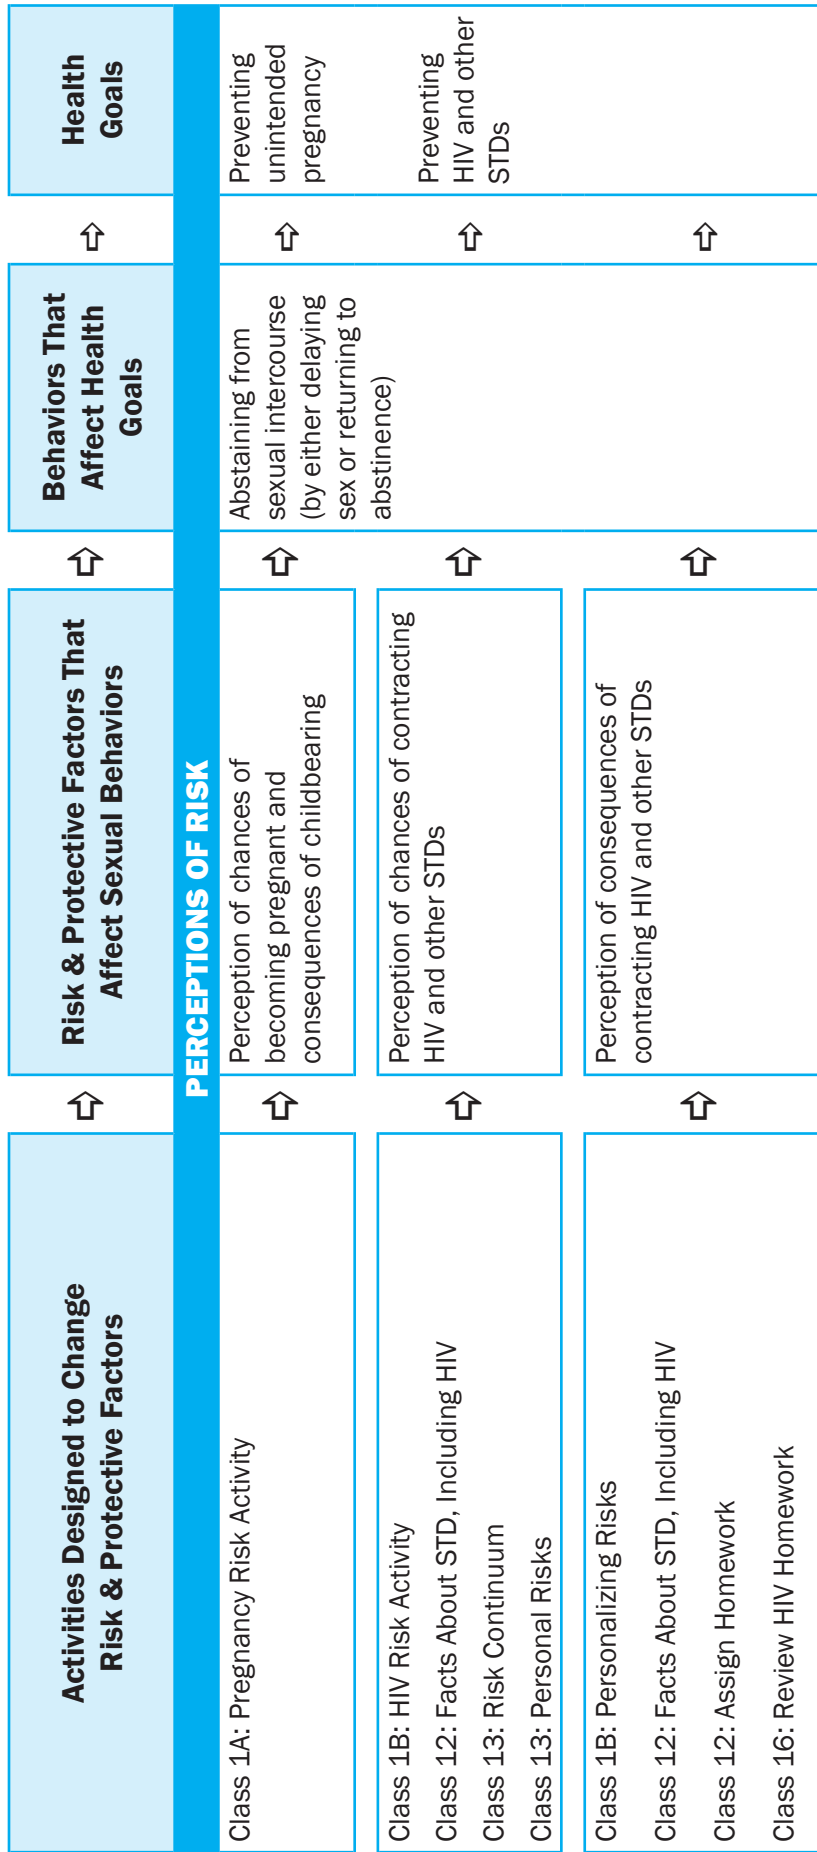 Activities Designed to Change
Risk & Protective Factors
Risk & Protective Factors That
Affect Sexual Behaviors
Behaviors That
Affect Health
Goals
Health
Goals
PERCEPTIONS OF RISK
Class 1A: Pregnancy Risk Activity
Perception of chances of
becoming pregnant and
consequences of childbearing
Abstaining from
sexual intercourse
(by either delaying
sex or returning to
abstinence)
Preventing
unintended
pregnancy
Preventing
HIV and other
STDs
Class 1B: HIV Risk Activity
Class 12: Facts About STD, Including HIV
Class 13: Risk Continuum
Class 13: Personal Risks
Perception of chances of contracting
HIV and other STDs
Class 1B: Personalizing Risks
Class 12: Facts About STD, Including HIV
Class 12: Assign Homework
Class 16: Review HIV Homework
Perception of consequences of
contracting HIV and other STDs